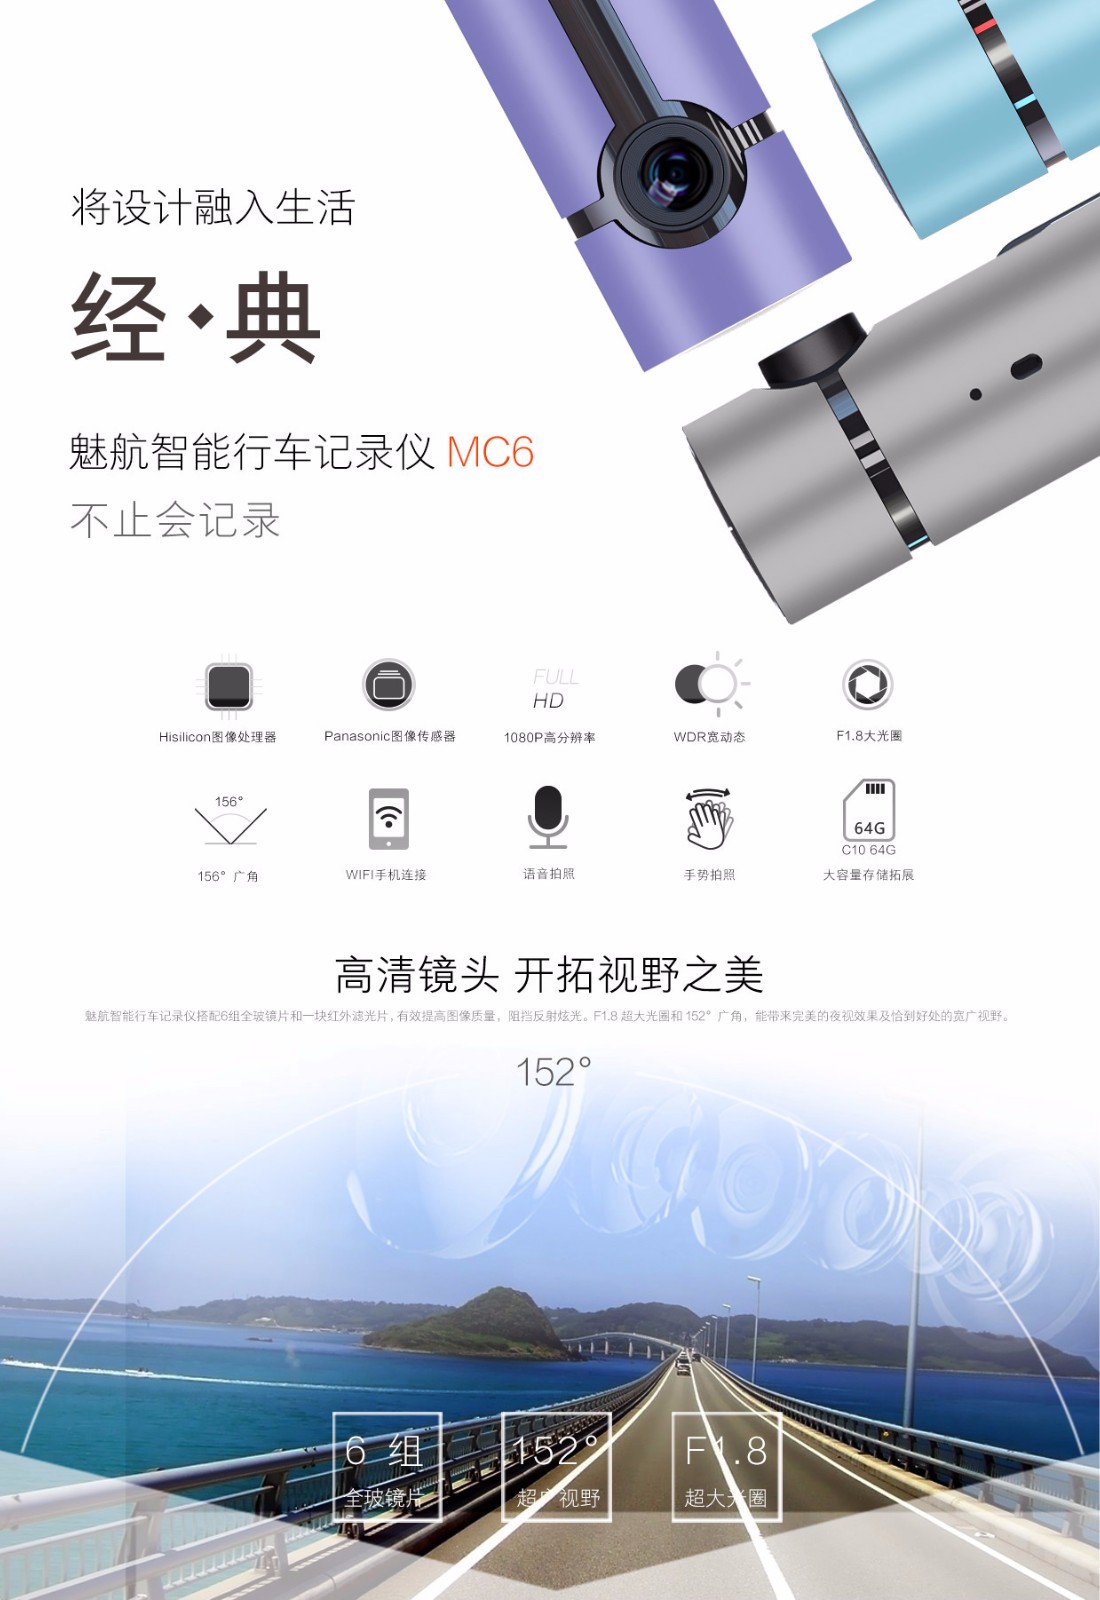 将设计融入生活
经·典
魅航智能行车记录仪 MC6
不止会记录
FULL
HD
Hisilicon图像处理器
Panasonic图像传感器
1080P高分辨率
WDR宽动态
F1.8大光圈
156°
64G
C10 64G
156° 广角
WIFI手机连接
语音拍照
手势拍照
大容量存储拓展
高清镜头 开拓视野之美
魅航智能行车记录仪搭配6组全玻镜片和一块红外滤光片, 有效提高图像质量, 阻挡反射炫光。F1.8 超大光圈和 152° 广角, 能带来完美的夜视效果及恰到好处的宽广视野。
152°
6 组
全玻镜片
152°
超广视野
F1.8
超大光圈